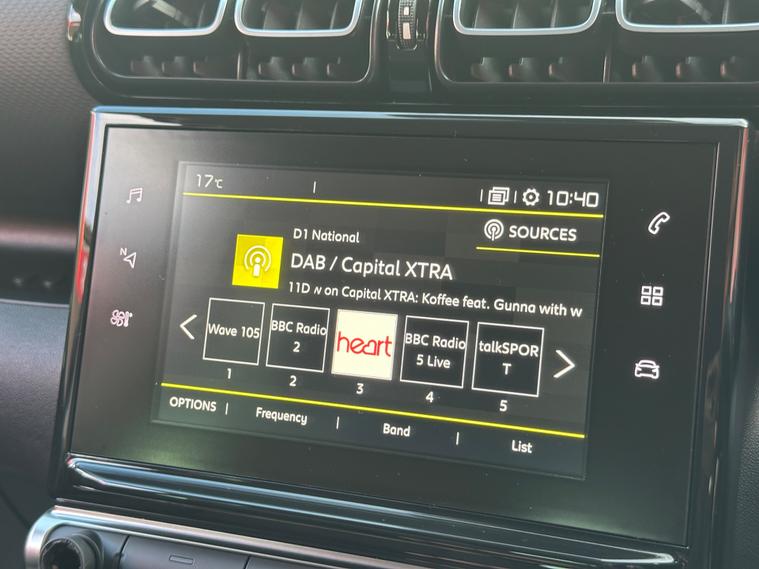 17°C
10:40
SOURCES
D1 National
DAB / Capital XTRA
11D on Capital XTRA: Koffee feat. Gunna with w
Wave 105
BBC Radio
2
heart
BBC Radio
5 Live
talkSPOR
T
1
2
3
4
5
OPTIONS
Frequency
Band
List
N